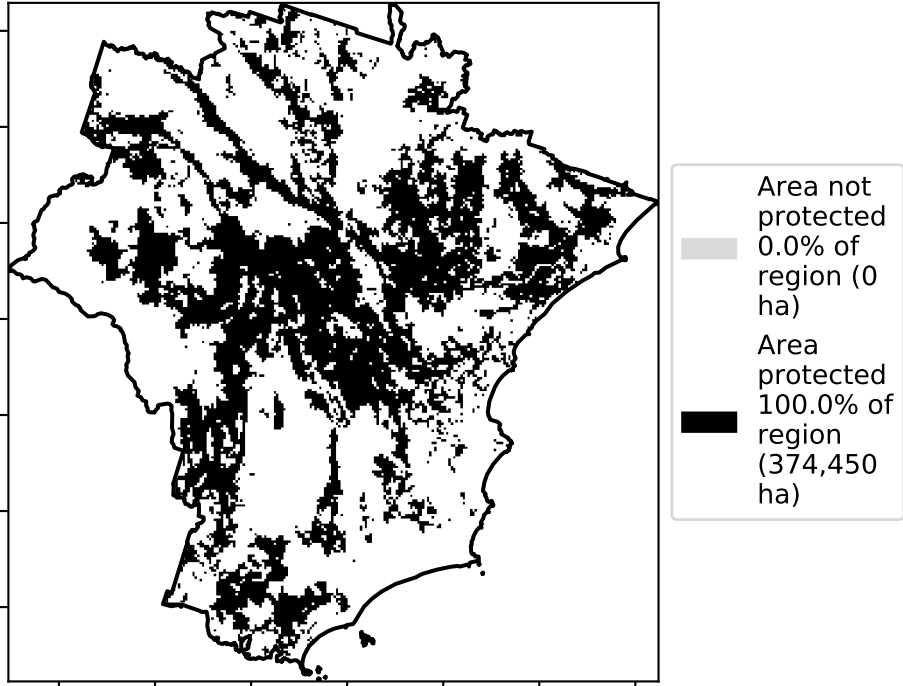 Area not
protected
0.0% of
region (0
ha)
Area
protected
100.0% of
region
(374,450
ha)